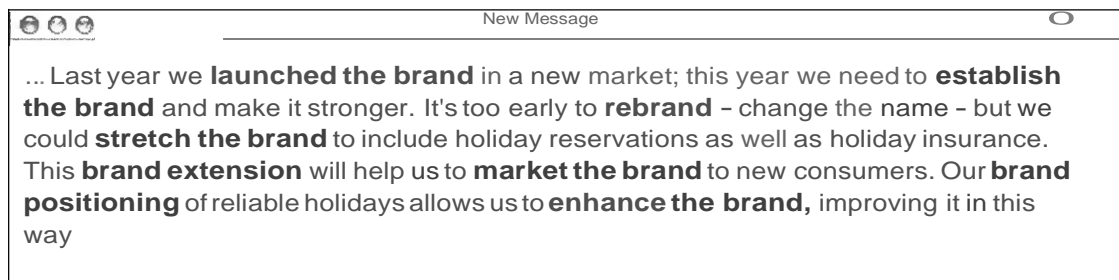 New Message
... Last year we launched the brand in a new market; this year we need to establish
the brand and make it stronger. It's too early to rebrand – change the name – but we
could stretch the brand to include holiday reservations as well as holiday insurance.
This brand extension will help us to market the brand to new consumers. Our brand
positioning of reliable holidays allows us to enhance the brand, improving it in this
way